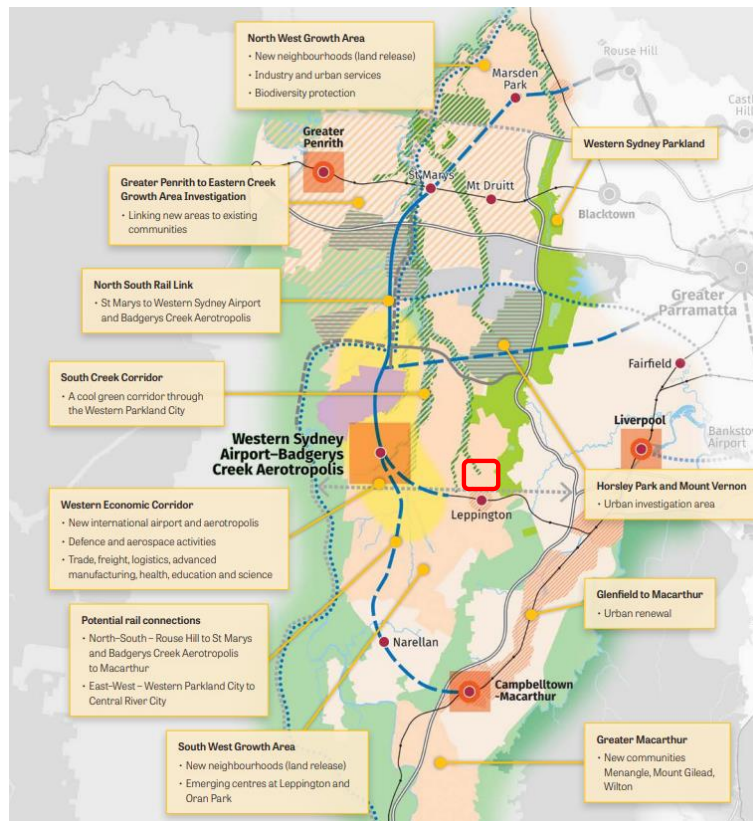 North West Growth Area
• New neighbourhoods (land release)
• Industry and urban services
• Biodiversity protection
Rouse Hill
Marsden
Park
Castle
Hill
Greater
Penrith
Western Sydney Parkland
St Marys
Mt Druitt
Blacktown
Greater Penrith to Eastern Creek
Growth Area Investigation
• Linking new areas to existing
communities
North South Rail Link
• St Marys to Western Sydney Airport
and Badgerys Creek Aerotropolis
Greater
Parramatta
Fairfield
South Creek Corridor
• A cool green corridor through
the Western Parkland City
Liverpool
Bankstown
Airport
Western Sydney
Airport–Badgerys
Creek Aerotropolis
Leppington
Horsley Park and Mount Vernon
• Urban investigation area
Western Economic Corridor
• New international airport and aerotropolis
• Defence and aerospace activities
• Trade, freight, logistics, advanced
manufacturing, health, education and science
Glenfield to Macarthur
• Urban renewal
Potential rail connections
• North–South – Rouse Hill to St Marys
and Badgerys Creek Aerotropolis
to Macarthur
• East–West – Western Parkland City to
Central River City
Narellan
Campbelltown
-Macarthur
South West Growth Area
• New neighbourhoods (land release)
• Emerging centres at Leppington and
Oran Park
Greater Macarthur
• New communities
Menangle, Mount Gilead,
Wilton